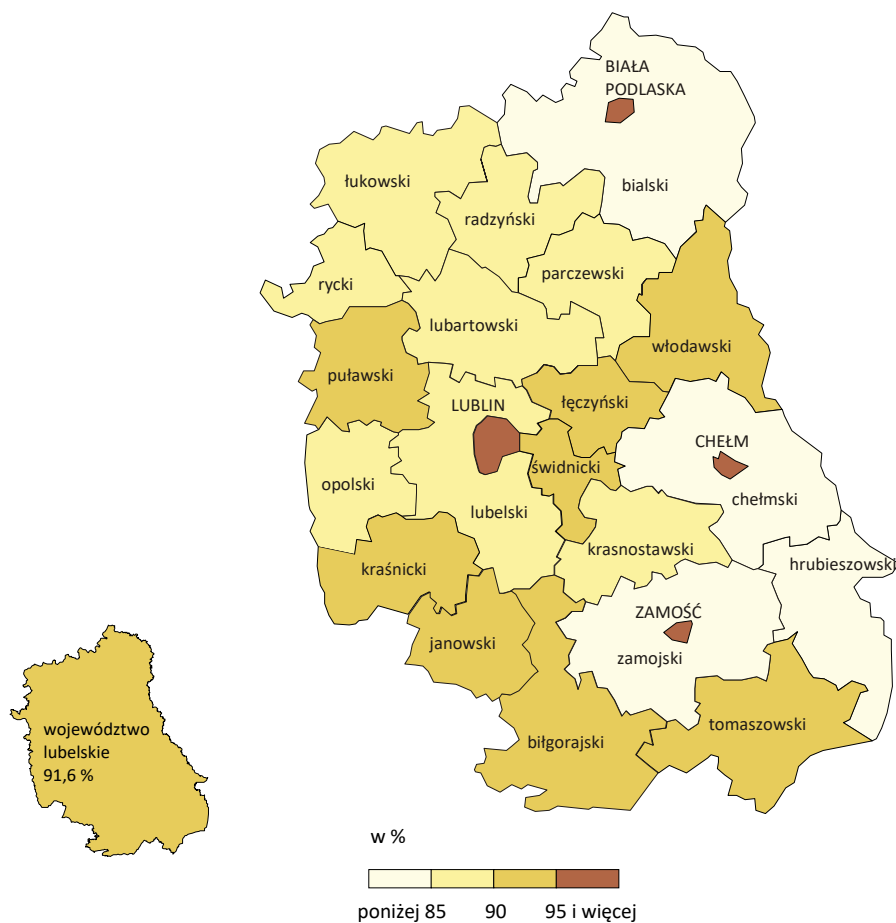 BIAŁA
PODLASKA
bialski
łukowski
radzyński
parczewski
rycki
lubartowski
włodawski
puławski
łęczyński
LUBLIN
CHEŁM
świdnicki
opolski
chełmski
lubelski
krasnostawski
hrubieszowski
kraśnicki
ZAMOŚĆ
janowski
zamojski
tomaszowski
biłgorajski
województwo
lubelskie
91,6 %
w %
poniżej 85 90 95 i więcej